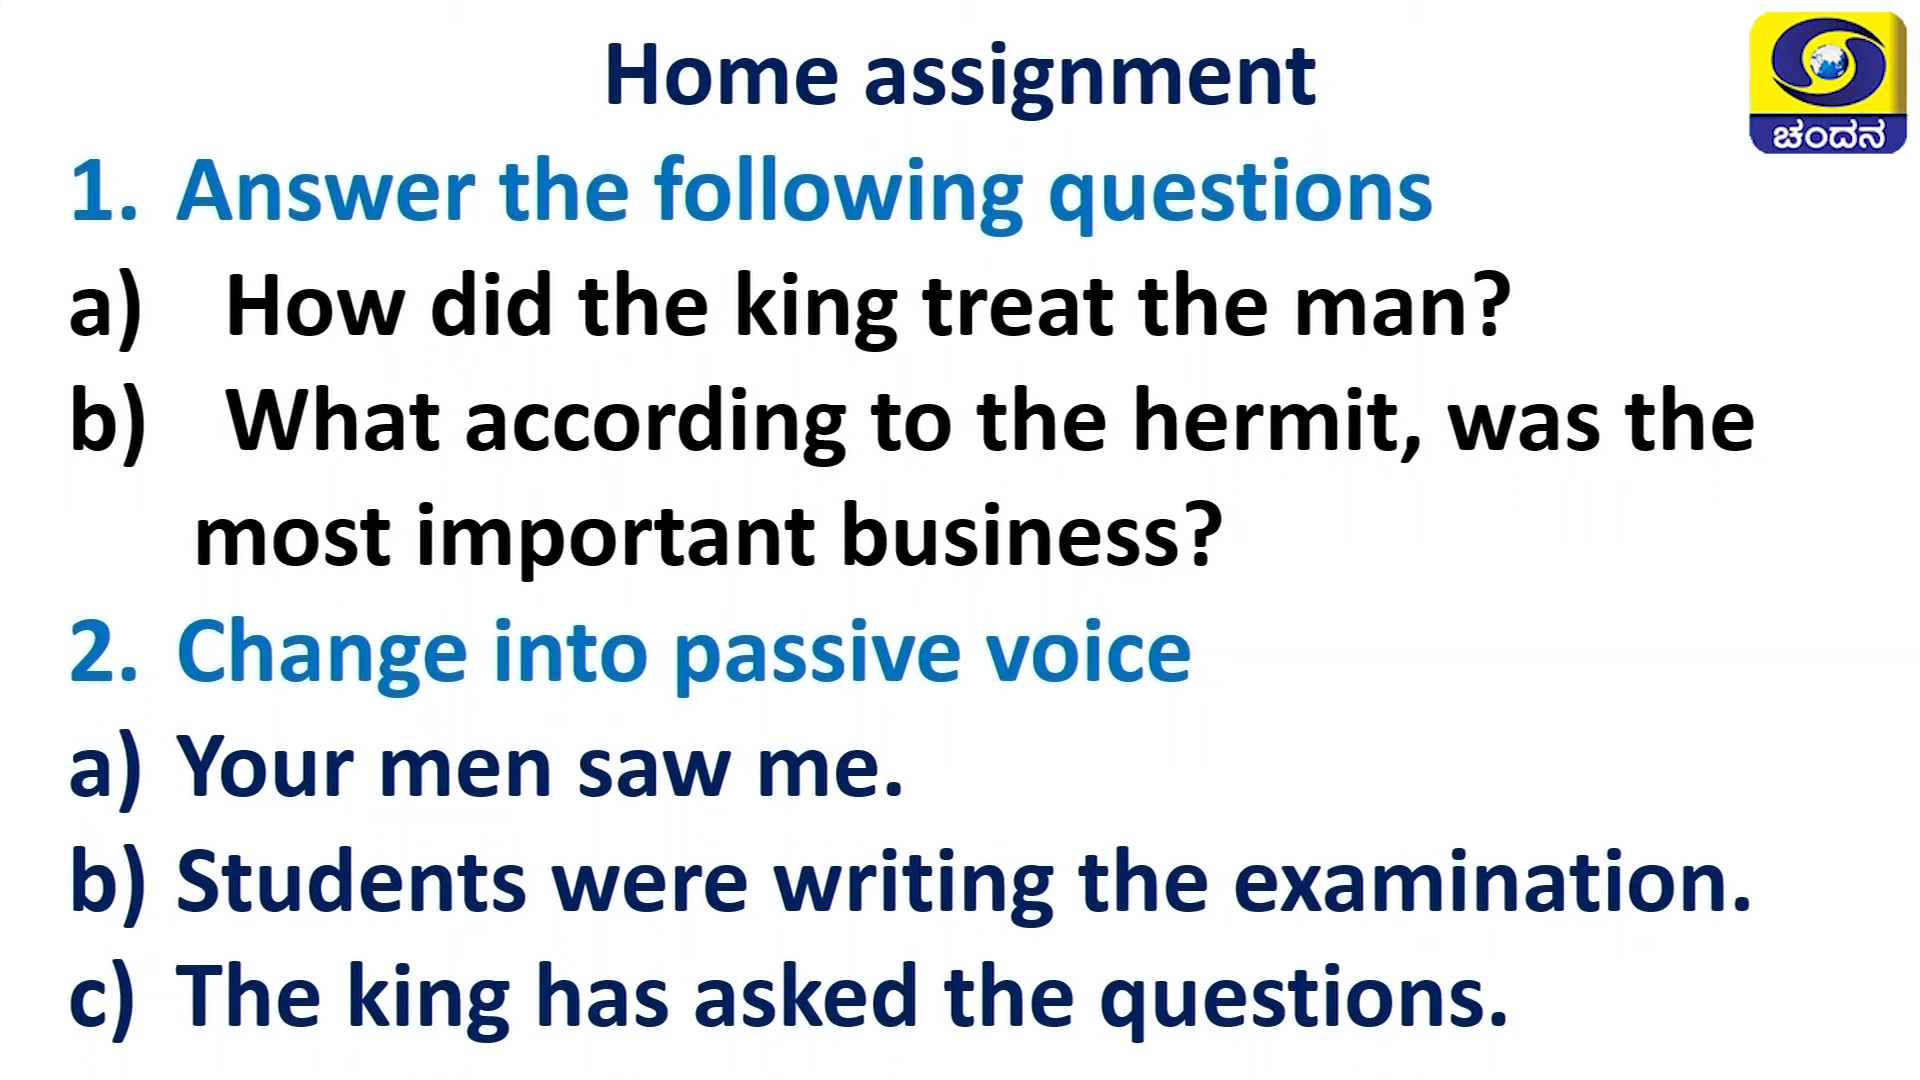 Home assignment
ಚಂದನ
1. Answer the following questions
a) How did the king treat the man?
b) What according to the hermit, was the
most important business?
2. Change into passive voice
a) Your men saw me.
b) Students were writing the examination.
c) The king has asked the questions.